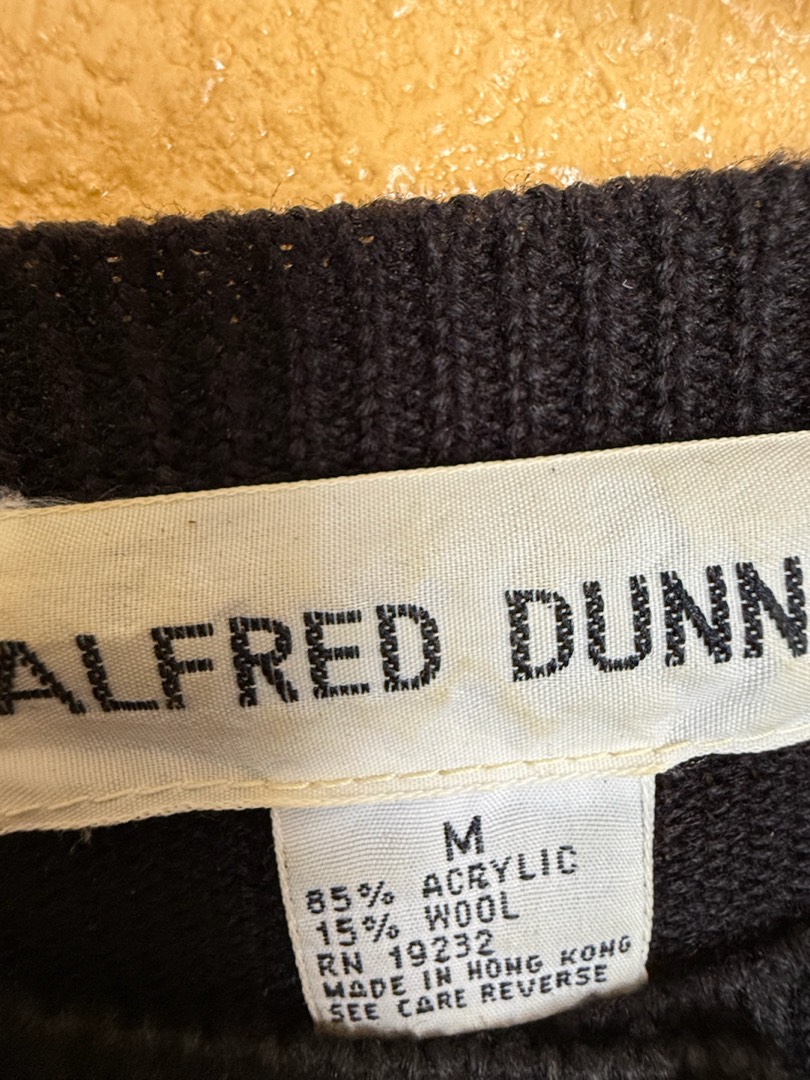 ALFRED DUNN
M
85% ACRYLIC
15% WOOL
RN 19232
MADE IN HONG KONG
SEE CARE REVERSE